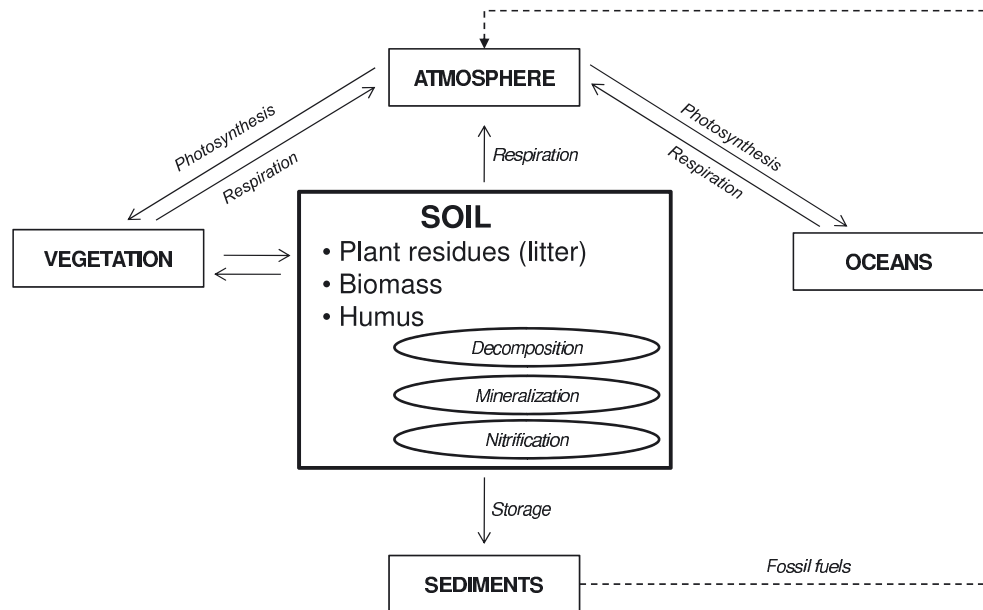 ATMOSPHERE
Photosynthesis
Respiration
Respiration
Photosynthesis
Respiration
VEGETATION
SOIL
• Plant residues (litter)
• Biomass
• Humus
Decomposition
Mineralization
Nitrification
OCEANS
Storage
SEDIMENTS
Fossil fuels